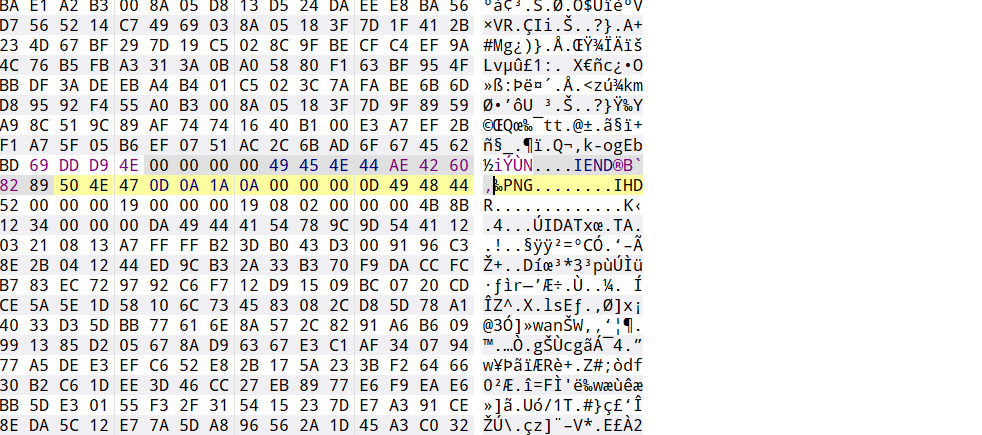 BA E1 A2 B3 00 8A 05 D8 13 D5 24 DA EE E8 BA 56 ºá¢³.Š.Ø.Õ$ÚîèºV
D7 56 52 14 C7 49 69 03 8A 05 18 3F 7D 1F 41 2B ×VR.ÇIi.Š..?}.A+
23 4D 67 BF 29 7D 19 C5 02 8C 9F BE CF C4 EF 9A #Mg¿)}.Å.ŒŸ¾ÏÄïš
4C 76 B5 FB A3 31 3A 0B A0 58 80 F1 63 BF 95 4F Lvµû£1:. X€ñc¿•O
BB DF 3A DE EB A4 B4 01 C5 02 3C 7A FA BE 6B 6D »ß:Þë¤´.Å.<zú¾km
D8 95 92 F4 55 A0 B3 00 8A 05 18 3F 7D 9F 89 59 Ø•’ôU ³.Š..?}Ÿ‰Y
A9 8C 51 9C 89 AF 74 74 16 40 B1 00 E3 A7 EF 2B ©ŒQœ‰¯tt.@±.ã§ï+
F1 A7 5F 05 B6 EF 07 51 AC 2C 6B AD 6F 67 45 62 ñ§_.¶ï.Q¬,k-ogEb
BD 69 DD D9 4E 00 00 00 00 49 45 4E 44 AE 42 60 ½iÝÙN....IEND®B`
82 89 50 4E 47 0D 0A 1A 0A 00 00 00 0D 49 48 44 ‚‰PNG........IHD
52 00 00 00 19 00 00 00 19 08 02 00 00 00 4B 8B R.............K‹
12 34 00 00 00 DA 49 44 41 54 78 9C 9D 54 41 12 .4...ÚIDATxœ.TA.
03 21 08 13 A7 FF FF B2 3D B0 43 D3 00 91 96 C3 .!..§ÿÿ²=°CÓ.‘–Ã
8E 2B 04 12 44 ED 9C B3 2A 33 B3 70 F9 DA CC FC Ž+..Díœ³*3³pùÚÌü
B7 83 EC 72 97 92 C6 F7 12 D9 15 09 BC 07 20 CD ·ƒìr—’Æ÷.Ù..¼. Í
CE 5A 5E 1D 58 10 6C 73 45 83 08 2C D8 5D 78 A1 ÎZ^.X.lsEƒ.,Ø]x¡
40 33 D3 5D BB 77 61 6E 8A 57 2C 82 91 A6 B6 09 @3Ó]»wanŠW,‚‘¦¶.
99 13 85 D2 05 67 8A D9 63 67 E3 C1 AF 34 07 94 ™.…Ò.gŠÙcgãÁ¯4.”
77 A5 DE E3 EF C6 52 E8 2B 17 5A 23 3B F2 64 66 w¥ÞãïÆRè+.Z#;òdf
30 B2 C6 1D EE 3D 46 CC 27 EB 89 77 E6 F9 EA E6 0²Æ.î=FÌ'ë‰wæùêæ
BB 5D E3 01 55 F3 2F 31 54 15 23 7D E7 A3 91 CE »]ã.Uó/1T.#}ç£‘Î
8E DA 5C 12 E7 7A 5D A8 96 56 2A 1D 45 A3 C0 32 ŽÚ\.çz]¨–V*.E£À2